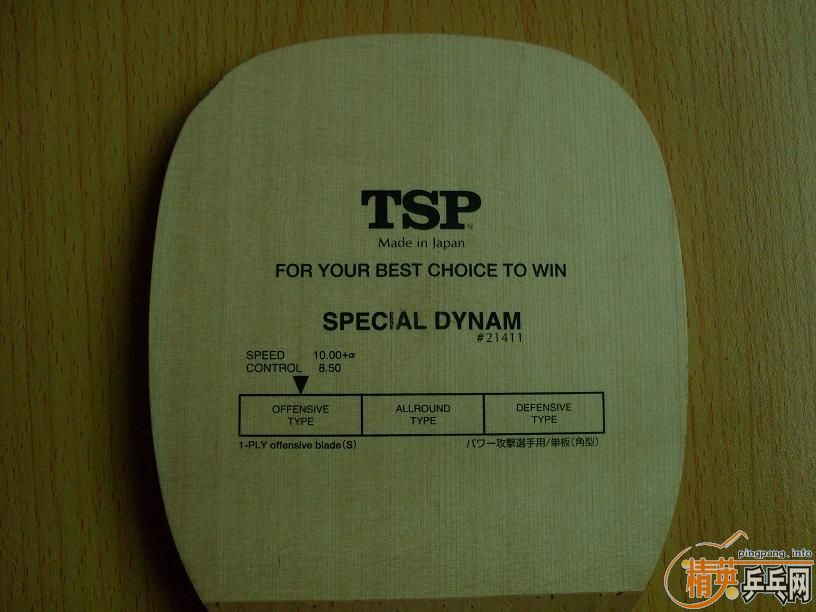 TSP
Made in Japan
FOR YOUR BEST CHOICE TO WIN
SPECIAL DYNAM
#21411
SPEED 10.00+α
CONTROL 8.50
OFFENSIVE TYPE
ALLROUND TYPE
DEFENSIVE TYPE
1-PLY offensive blade(S)
パワー攻撃選手用/単板(角型)
pingpang.info
精英乒乓网